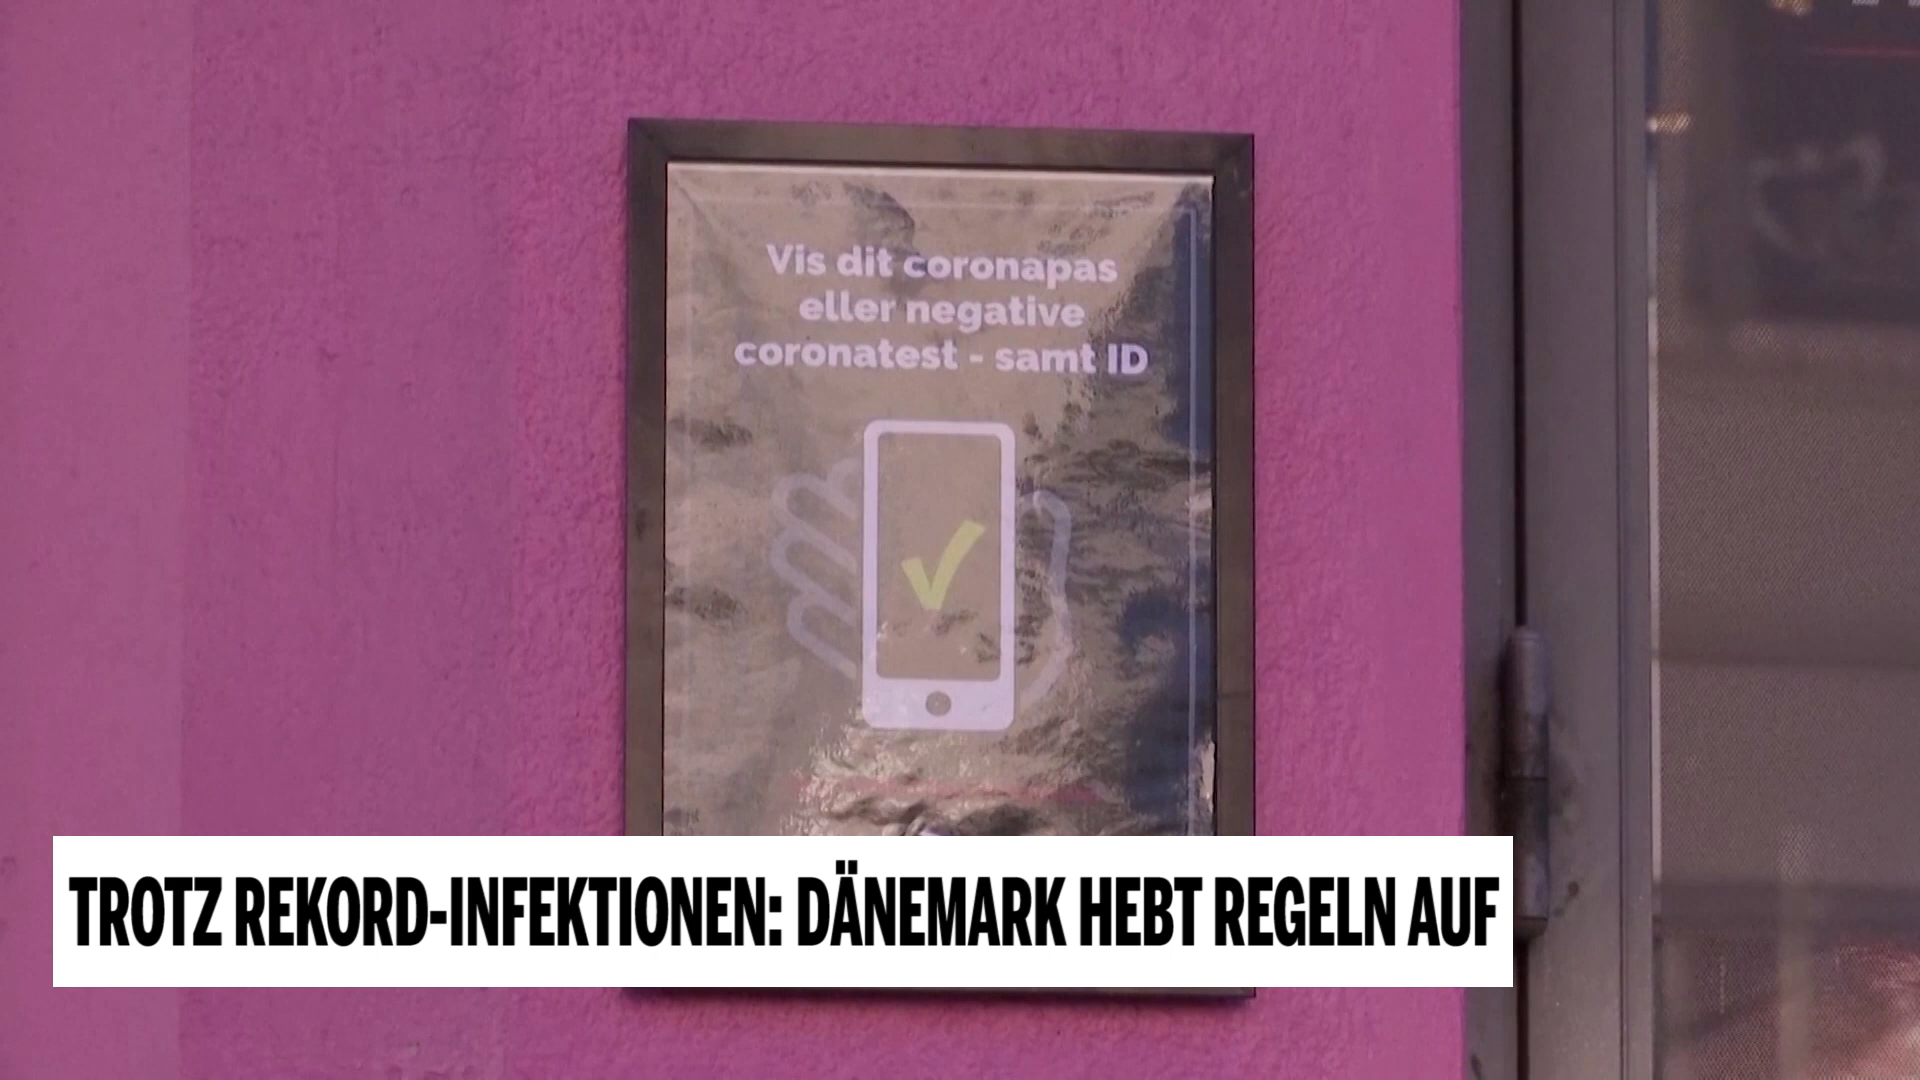 Vis dit coronapas
eller negative
coronatest - samt ID
TROTZ REKORD-INFEKTIONEN: DÄNEMARK HEBT REGELN AUF